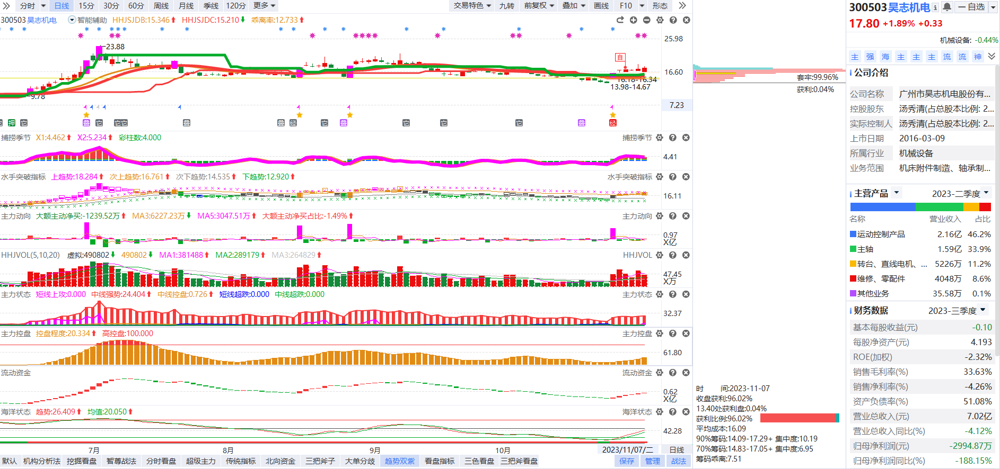 分时 日线 15分 30分 60分 周线 月线 季线 120分 更多 交易特色 九转 前复权 叠加 画线 F10 形态
300503昊志机电 智能辅助 HHJSJDB:15.346 HHJSJDC:15.210 乖离率:12.733
25.98
23.88
自
16.60
16.18-16.34
13.98-14.67
9.78
7.23
它 押 它 叠 它 它 它 叠 叠 经 它 叠 它 它 它 叠 经
捕捞季节 X1:4.462 X2:5.234 彩柱数:4.000 捕捞季节
4.41
水手突破指标 上趋势:18.284 次上趋势:16.761 次下趋势:14.535 下趋势:12.920 水手突破指标
16.11
主力动向 大额主动净买:-1239.52万 MA3:6227.23万 MA5:3047.51万 大额主动净买占比:-1.49% 主力动向
0.97
X亿
HHJVOL(5,10,20) 虚拟:490802 490802 MA1:381488 MA2:289179 MA3:264829 HHJVOL
47.45
X万
主力状态 短线上攻:0.000 中线强势:24.404 中线控盘:0.726 短线超跌:0.000 中线超跌:0.000 主力状态
32.37
主力控盘 控盘程度:20.334 高控盘:100.000 主力控盘
61.80
流动资金 流动资金
0.62
X亿
海洋状态 趋势:26.409 均值:20.050 海洋状态
42.28
7月 8月 9月 10月 2023/11/07/二 日线
默认 机构分析法 挖掘看盘 智尊战法 分时看盘 超级主力 传统指标 北向资金 三把斧子 大单分歧 趋势双紫 看盘指标 三色看盘 三把斧看盘 保存 管理 战法
套牢:99.96%
获利:0.04%
时 间:2023-11-07
收盘获利:96.02%
13.40处获利盘:0.04%
获利比例:96.02%
平均成本:16.09
90%筹码:14.09-17.29+ 集中度:10.19
70%筹码:14.83-17.05+ 集中度:6.95
筹码乖离:7.51
300503昊志机电 自选
17.80 +1.89% +0.33
机械设备: -0.44%
主 强 海 主 主 主 流 流 神
公司介绍
公司名称 广州市昊志机电股份有...
控股股东 汤秀清(占总股本比例: 2...
实际控制人 汤秀清(占总股本比例: 2...
上市日期 2016-03-09
所属行业 机械设备
业务范围 机床附件制造、轴承制...
主营产品 2023-二季度
名称 营业收入 占比
运动控制产品 2.16亿 46.2%
主轴 1.59亿 33.9%
转台、直线电机、... 5226万 11.2%
维修、零配件 4048万 8.6%
其他业务 35.58万 0.1%
财务数据 2023-三季度
基本每股收益(元) -0.10
每股净资产(元) 4.193
ROE(加权) -2.32%
销售毛利率(%) 33.63%
销售净利率(%) -4.26%
资产负债率(%) 51.08%
营业总收入(元) 7.02亿
营业总收入同比(%) -4.12%
归母净利润(元) -2994.87万
归母净利润同比(%) -188.15%